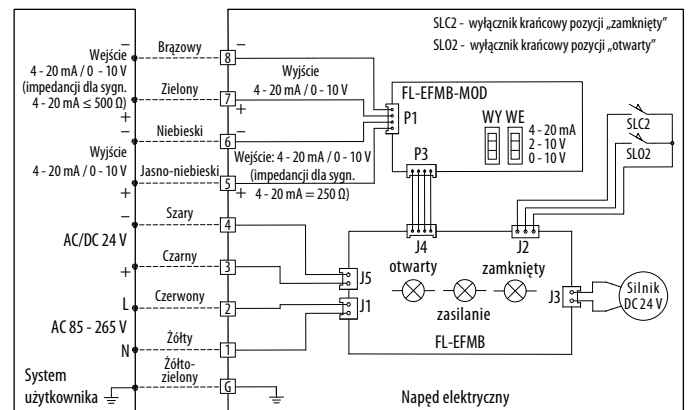 SLC2 - wyłącznik krańcowy pozycji „zamknięty”
SLO2 - wyłącznik krańcowy pozycji „otwarty”
–
Wejście
4 - 20 mA / 0 - 10 V
(impedancji dla sygn.
4 - 20 mA ≤ 500 Ω)
+
Wyjście
4 - 20 mA / 0 - 10 V
+
–
AC/DC 24 V
+
L
AC 85 - 265 V
N
System
użytkownika
Brązowy
Zielony
Niebieski
Jasno-niebieski
Szary
Czarny
Czerwony
Żółty
Żółto-
zielony
8
7
6
5
4
3
2
1
G
–
Wyjście
4 - 20 mA / 0 - 10 V
+
–
Wejście: 4 - 20 mA / 0 - 10 V
(impedancji dla sygn.
+ 4 - 20 mA = 250 Ω)
FL-EFMB-MOD
P1
WY WE
4 - 20 mA
2 - 10 V
0 - 10 V
P3
SLC2
SLO2
J4
J2
otwarty
zamknięty
zasilanie
J5
J1
J3
FL-EFMB
Silnik
DC 24 V
Napęd elektryczny